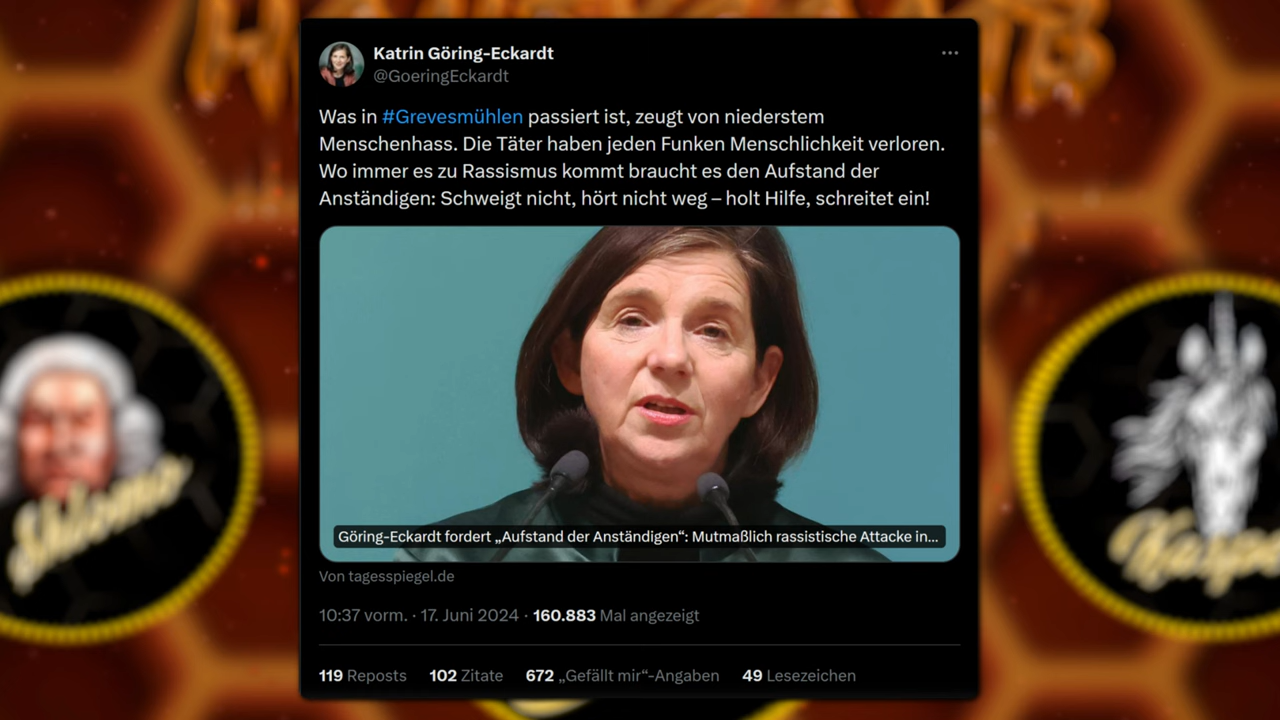 Katrin Göring-Eckardt
@GoeringEckardt
Was in #Grevesmühlen passiert ist, zeugt von niederstem
Menschenhass. Die Täter haben jeden Funken Menschlichkeit verloren.
Wo immer es zu Rassismus kommt braucht es den Aufstand der
Anständigen: Schweigt nicht, hört nicht weg – holt Hilfe, schreitet ein!
Göring-Eckardt fordert „Aufstand der Anständigen“: Mutmaßlich rassistische Attacke in...
Von tagesspiegel.de
10:37 vorm. · 17. Juni 2024 · 160.883 Mal angezeigt
119 Reposts 102 Zitate 672 „Gefällt mir“-Angaben 49 Lesezeichen
Shlomo